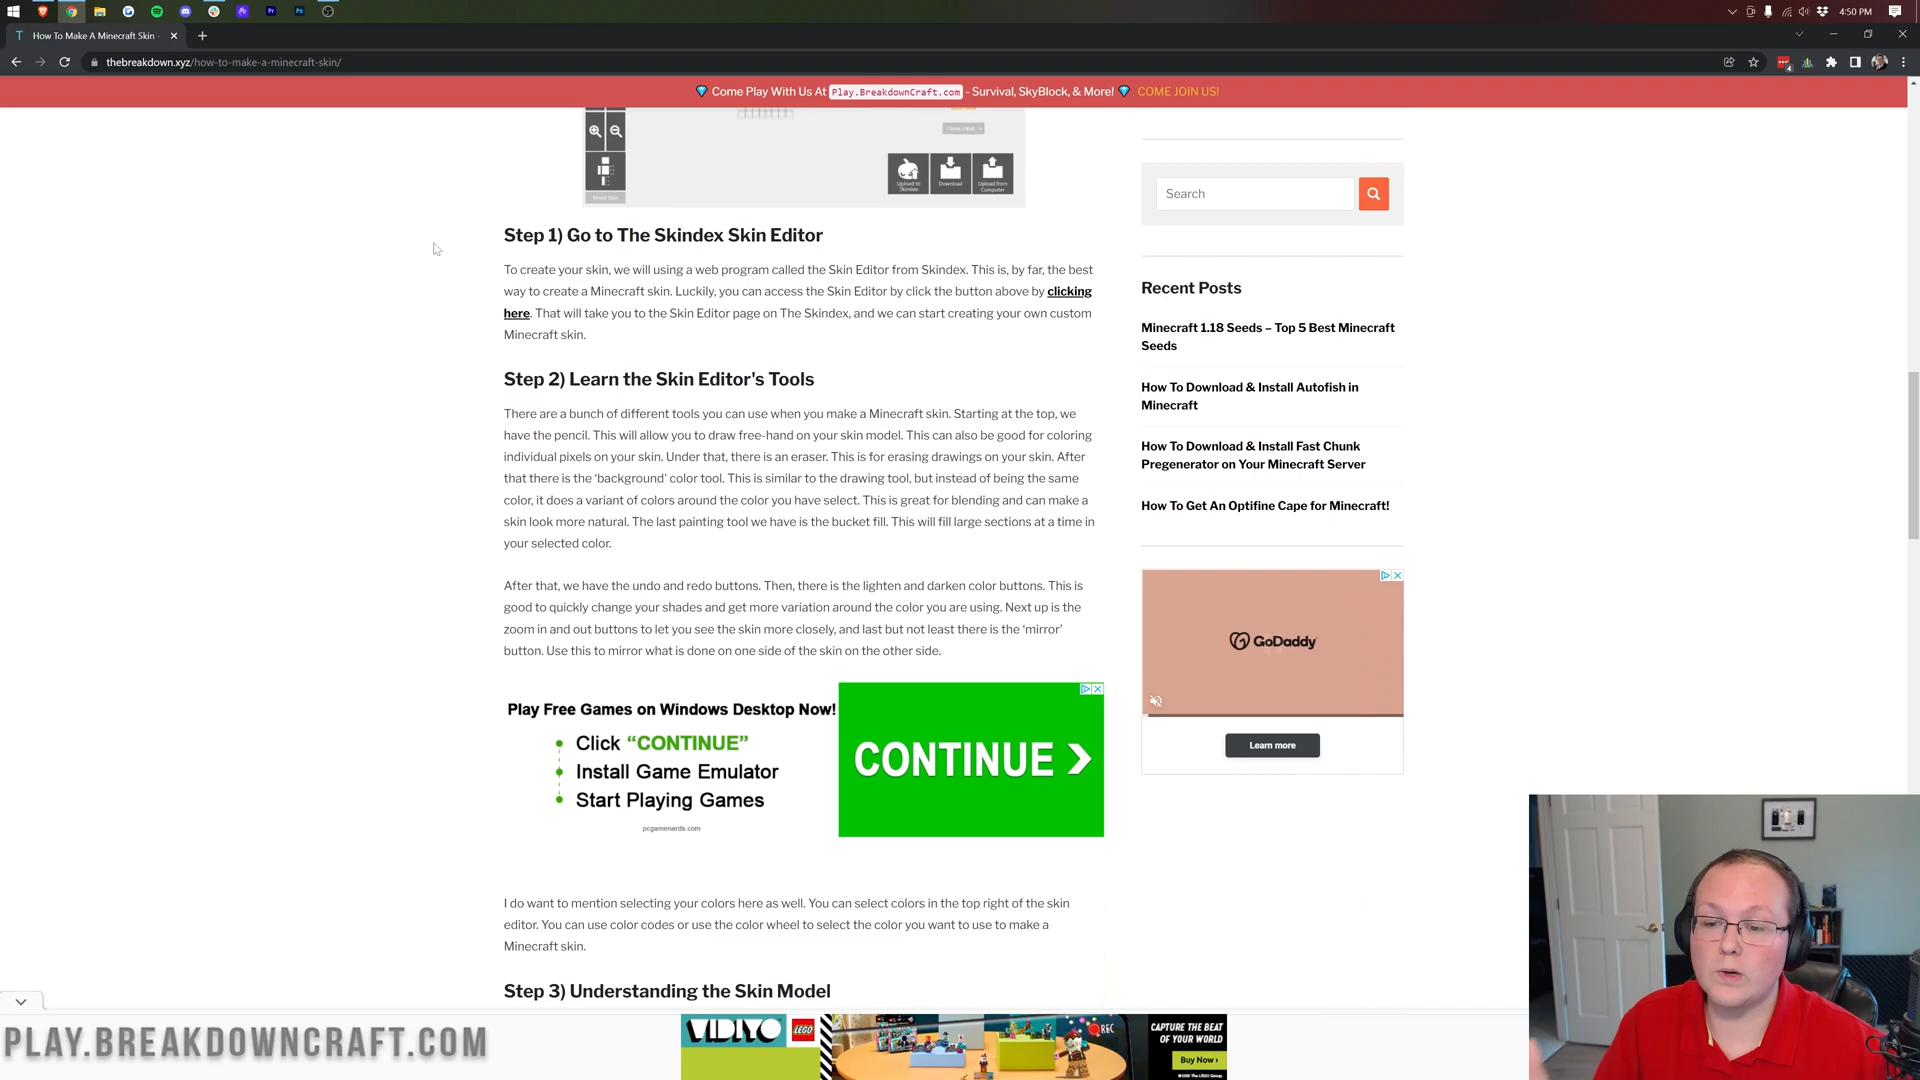 4:50 PM
How To Make A Minecraft Skin -
thebreakdown.xyz/how-to-make-a-minecraft-skin/
Come Play With Us At Play.BreakdownCraft.com - Survival, SkyBlock, & More! COME JOIN US!
Upload to Skindex
Download
Upload from Computer
Reset Skin
Step 1) Go to The Skindex Skin Editor
To create your skin, we will using a web program called the Skin Editor from Skindex. This is, by far, the best
way to create a Minecraft skin. Luckily, you can access the Skin Editor by click the button above by clicking
here. That will take you to the Skin Editor page on The Skindex, and we can start creating your own custom
Minecraft skin.
Step 2) Learn the Skin Editor's Tools
There are a bunch of different tools you can use when you make a Minecraft skin. Starting at the top, we
have the pencil. This will allow you to draw free-hand on your skin model. This can also be good for coloring
individual pixels on your skin. Under that, there is an eraser. This is for erasing drawings on your skin. After
that there is the ‘background’ color tool. This is similar to the drawing tool, but instead of being the same
color, it does a variant of colors around the color you have select. This is great for blending and can make a
skin look more natural. The last painting tool we have is the bucket fill. This will fill large sections at a time in
your selected color.
After that, we have the undo and redo buttons. Then, there is the lighten and darken color buttons. This is
good to quickly change your shades and get more variation around the color you are using. Next up is the
zoom in and out buttons to let you see the skin more closely, and last but not least there is the ‘mirror’
button. Use this to mirror what is done on one side of the skin on the other side.
Play Free Games on Windows Desktop Now!
Click “CONTINUE”
Install Game Emulator
Start Playing Games
pcgamenerds.com
CONTINUE
I do want to mention selecting your colors here as well. You can select colors in the top right of the skin
editor. You can use color codes or use the color wheel to select the color you want to use to make a
Minecraft skin.
Step 3) Understanding the Skin Model
Search
Recent Posts
Minecraft 1.18 Seeds – Top 5 Best Minecraft
Seeds
How To Download & Install Autofish in
Minecraft
How To Download & Install Fast Chunk
Pregenerator on Your Minecraft Server
How To Get An Optifine Cape for Minecraft!
GoDaddy
Learn more
PLAY.BREAKDOWNCRAFT.COM
VIDIYO
LEGO
REC
CAPTURE THE BEAT
OF YOUR WORLD
Buy Now